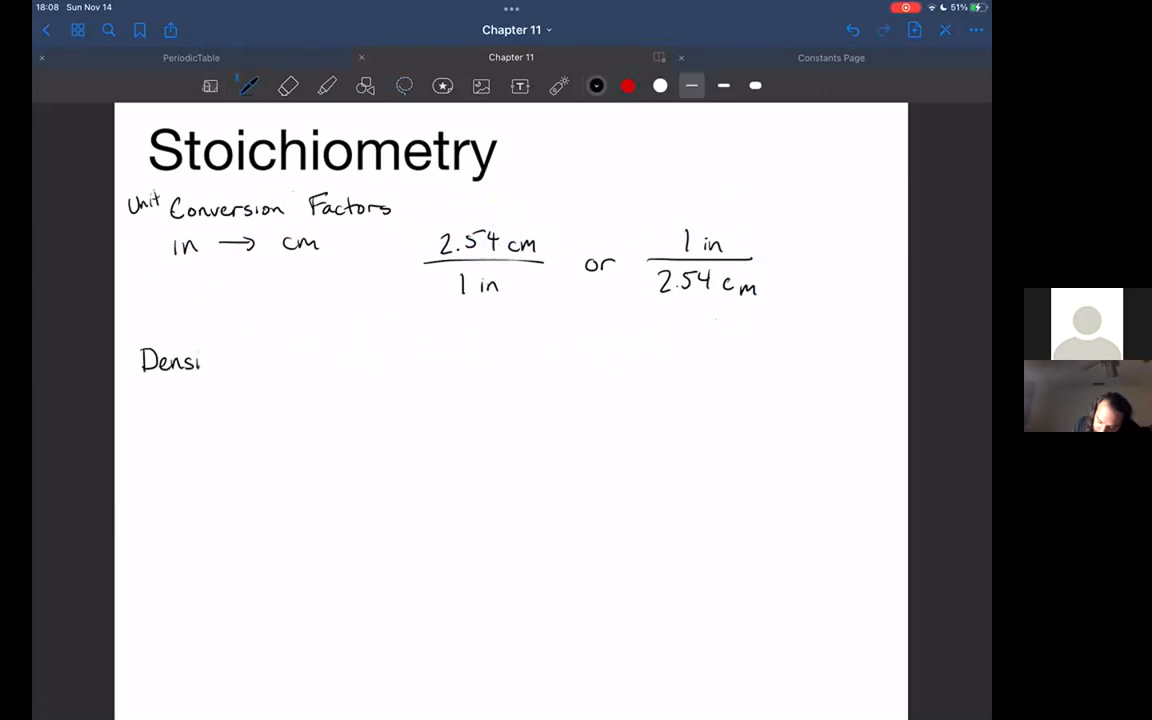 18:08 Sun Nov 14
51%
Chapter 11
PeriodicTable
Chapter 11
Constants Page
Stoichiometry
Unit Conversion Factors
in → cm
2.54 cm
1 in
or
1 in
2.54 cm
Densi